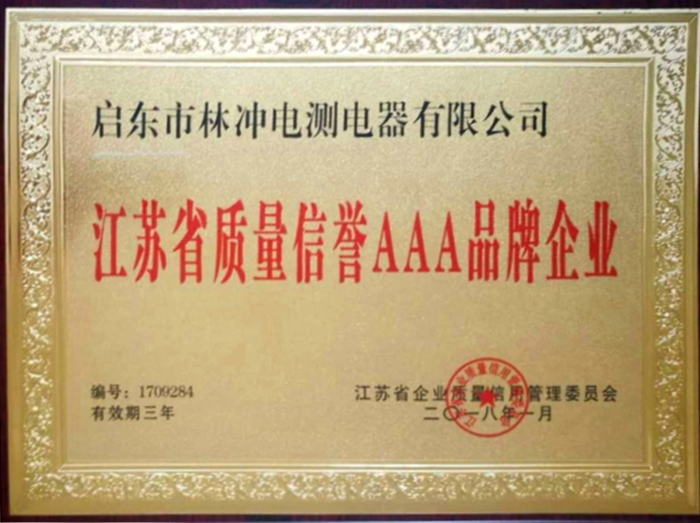 启东市林冲电测电器有限公司
江苏省质量信誉AAA品牌企业
编号：1709284
有效期三年
江苏省企业质量信用管理委员会
二〇一八年一月